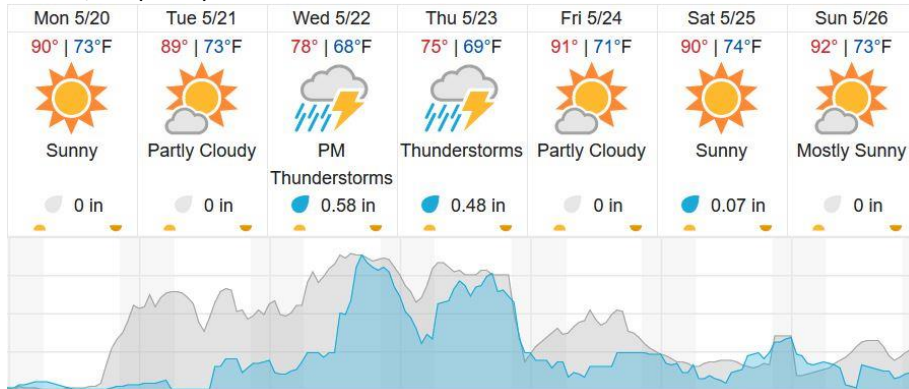 Mon 5/20 Tue 5/21 Wed 5/22 Thu 5/23 Fri 5/24 Sat 5/25 Sun 5/26
90° | 73°F 89° | 73°F 78° | 68°F 75° | 69°F 91° | 71°F 90° | 74°F 92° | 73°F
Sunny Partly Cloudy PM Thunderstorms Partly Cloudy Sunny Mostly Sunny
Thunderstorms
0 in 0 in 0.58 in 0.48 in 0 in 0.07 in 0 in